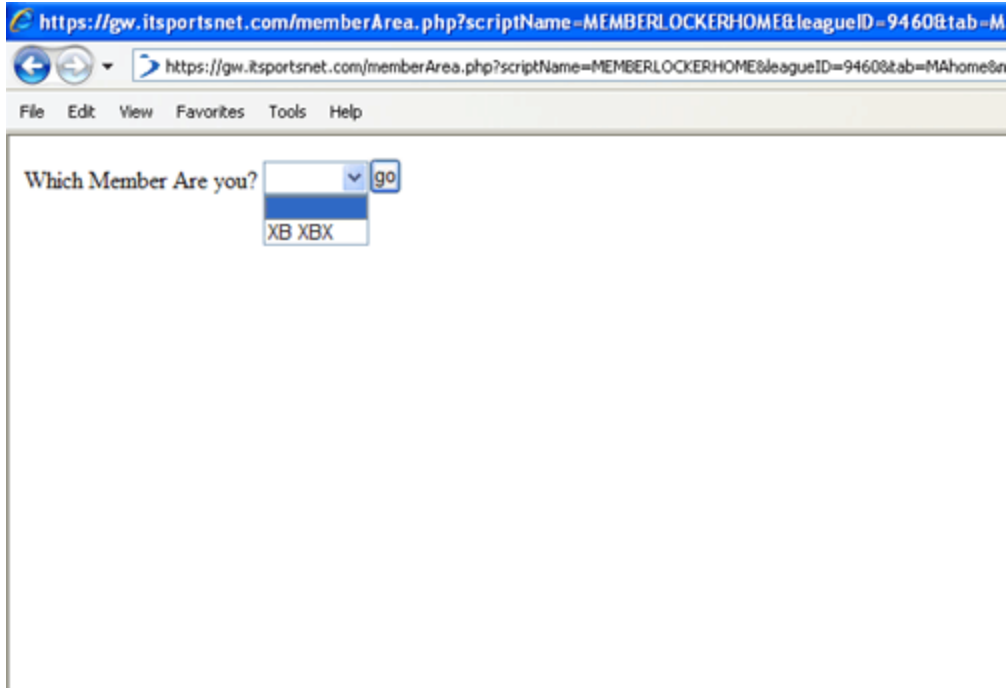 https://gw.itsportsnet.com/memberArea.php?scriptName=MEMBERLOCKERHOME&leagueID=9460&tab=M
https://gw.itsportsnet.com/memberArea.php?scriptName=MEMBERLOCKERHOME&leagueID=9460&tab=MAhome&n
File Edit View Favorites Tools Help
Which Member Are you? go
XB XBX